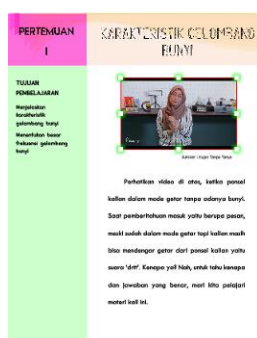 PERTEMUAN
1
KARAKTERISTIK GELOMBANG
BUNYI
TUJUAN
PEMBELAJARAN
Menjelaskan
karakteristik
gelombang bunyi
Menentukan besar
frekuensi gelombang
bunyi
Perhatikan video di atas, ketika ponsel
kalian dalam mode getar tanpa adanya bunyi.
Saat pemberitahuan masuk yaitu berupa pesan,
meski sudah dalam mode getar tapi kalian masih
bisa mendengar getar dari ponsel kalian yaitu
suara 'drtt'. Kenapa ya? Nah, untuk tahu kenapa
dan jawaban yang benar, mari kita pelajari
materi kali ini.